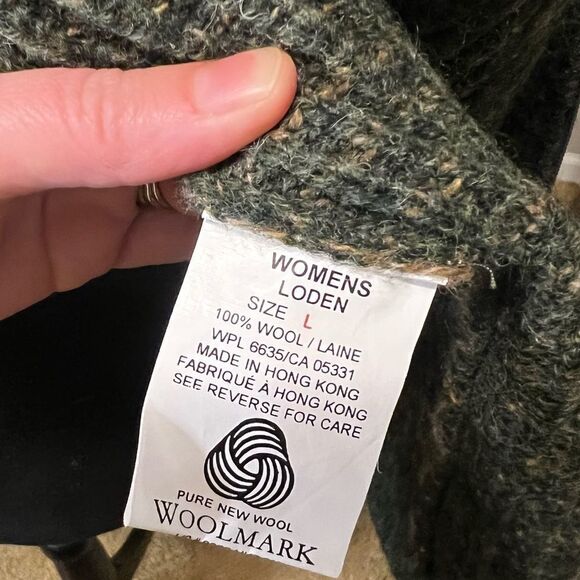 WOMENS
LODEN
SIZE L
100% WOOL / LAINE
WPL 6635/CA 05331
MADE IN HONG KONG
FABRIQUÉ À HONG KONG
SEE REVERSE FOR CARE
PURE NEW WOOL
WOOLMARK